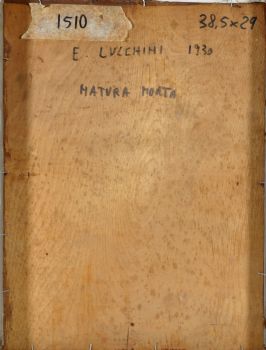 1510
38,5x29
E. LUCCHINI 1930
NATURA MORTA